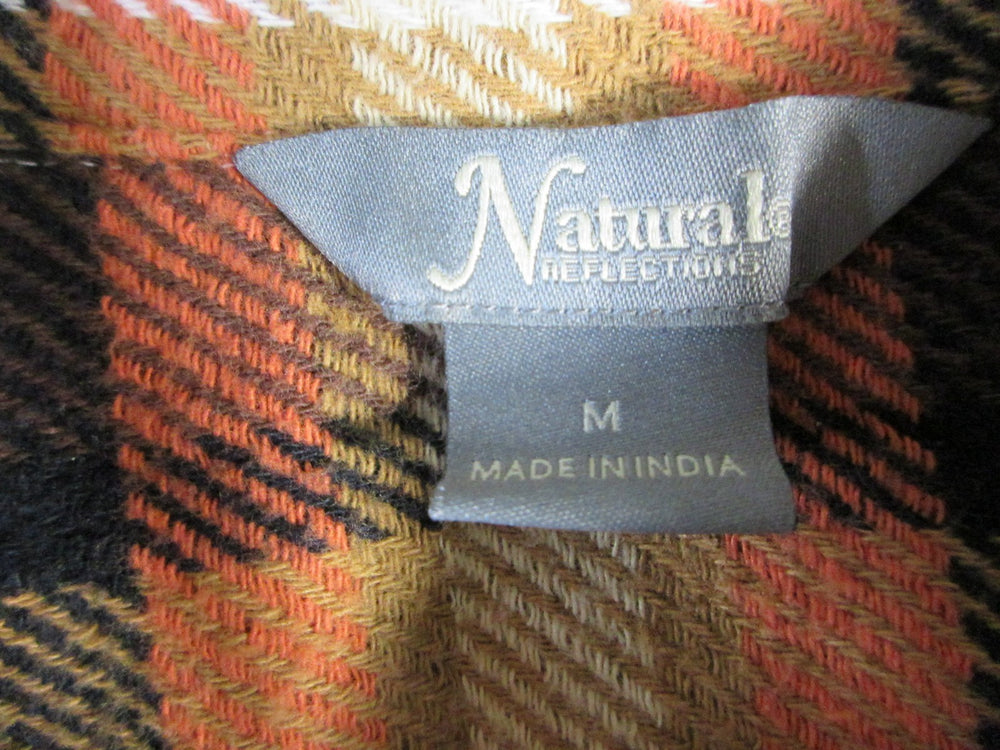 Natural®
REFLECTIONS
M
MADE IN INDIA